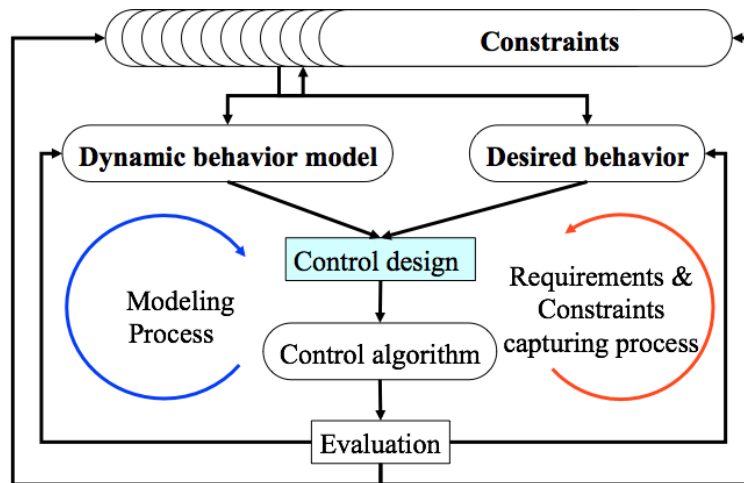 Constraints
Dynamic behavior model
Desired behavior
Control design
Modeling
Process
Requirements &
Constraints
capturing process
Control algorithm
Evaluation